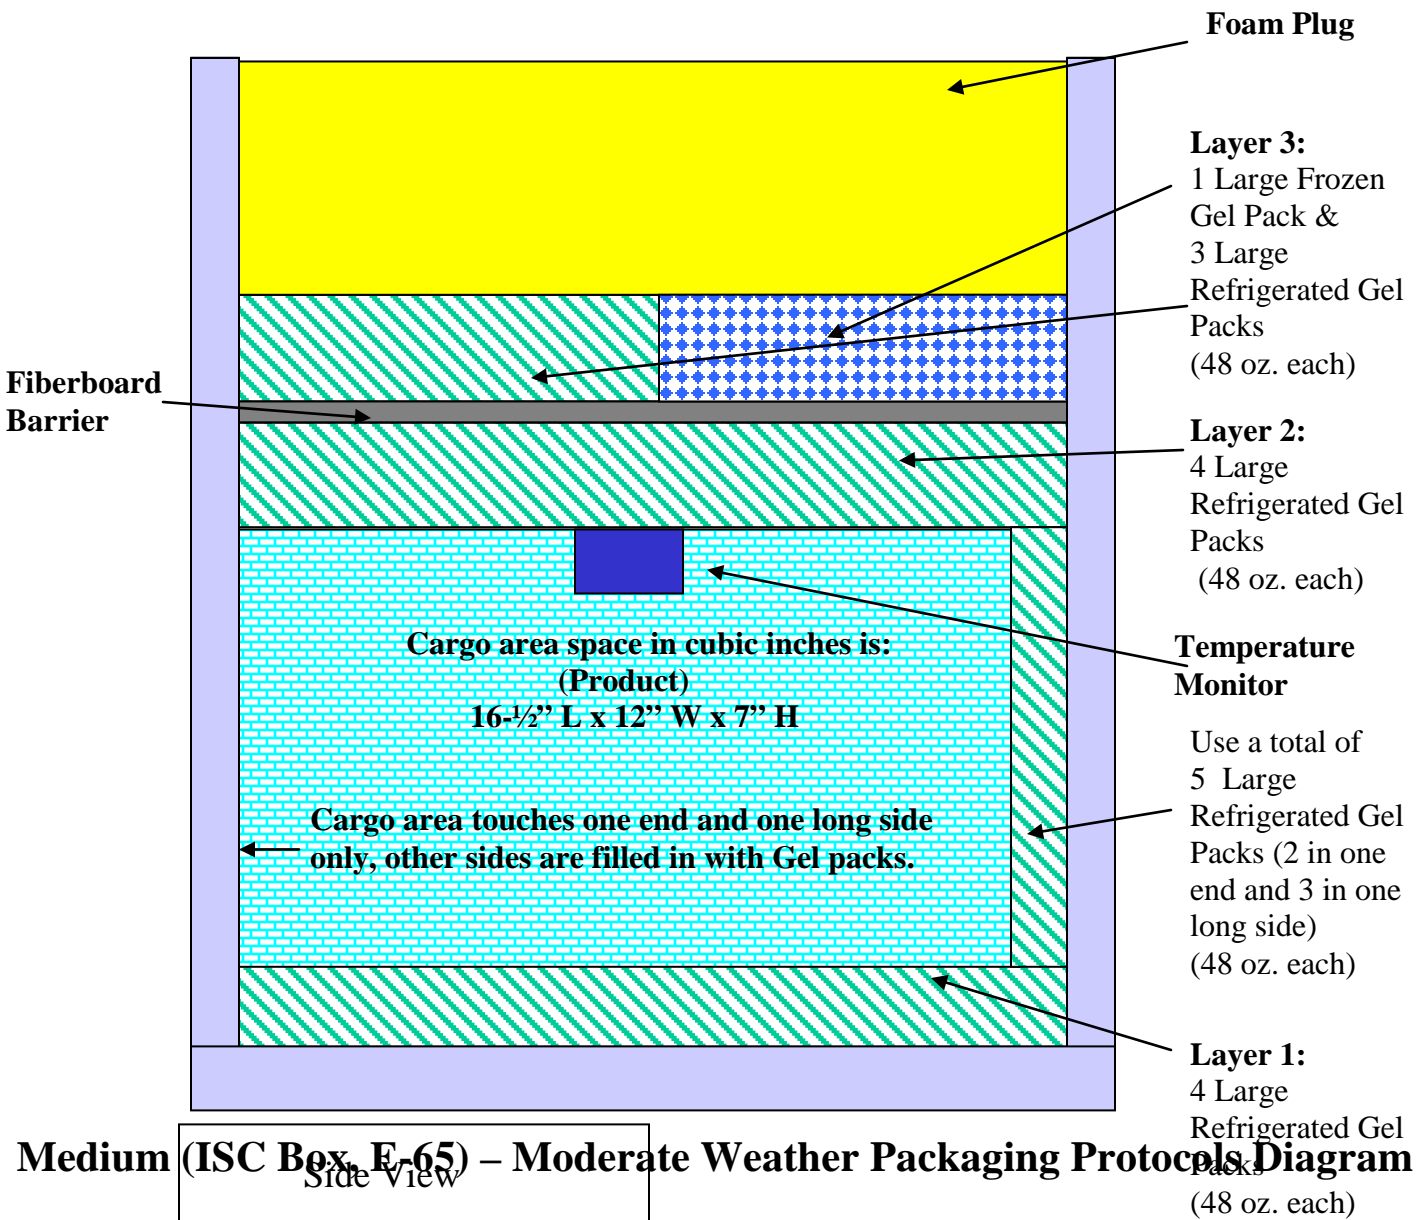 Foam Plug
Layer 3:
1 Large Frozen
Gel Pack &
3 Large
Refrigerated Gel
Packs
(48 oz. each)
Fiberboard
Barrier
Layer 2:
4 Large
Refrigerated Gel
Packs
(48 oz. each)
Cargo area space in cubic inches is:
(Product)
16-½” L x 12” W x 7” H
Temperature
Monitor
Use a total of
5 Large
Refrigerated Gel
Packs (2 in one
end and 3 in one
long side)
(48 oz. each)
Cargo area touches one end and one long side
only, other sides are filled in with Gel packs.
Layer 1:
4 Large
Refrigerated Gel
Packs
(48 oz. each)
Medium (ISC Box, E-65) – Moderate Weather Packaging Protocols Diagram
Side View